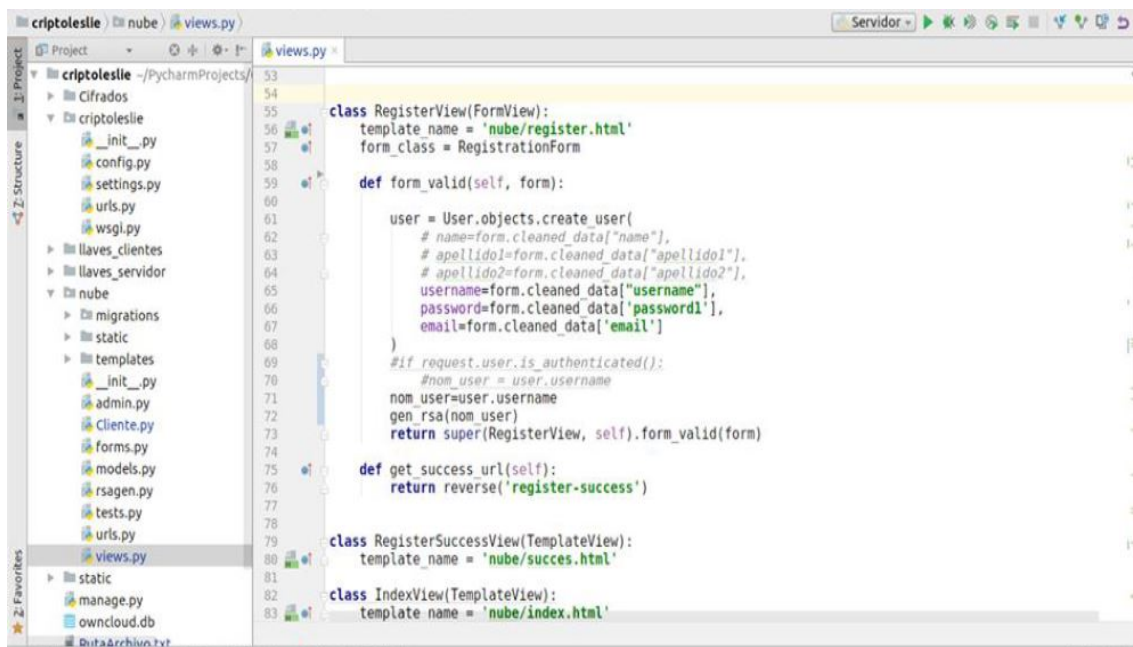 criptoleslie nube views.py Servidor
Project
views.py
1: Project
Z: Structure
2: Favorites
criptoleslie ~/PycharmProjects/
Cifrados
criptoleslie
__init__.py
config.py
settings.py
urls.py
wsgi.py
llaves_clientes
llaves_servidor
nube
migrations
static
templates
__init__.py
admin.py
Cliente.py
forms.py
models.py
rsagen.py
tests.py
urls.py
views.py
static
manage.py
owncloud.db
RutaArchivo.txt
53
54
55 class RegisterView(FormView):
56 template_name = 'nube/register.html'
57 form_class = RegistrationForm
58
59 def form_valid(self, form):
60
61 user = User.objects.create_user(
62 # name=form.cleaned_data["name"],
63 # apellido1=form.cleaned_data["apellido1"],
64 # apellido2=form.cleaned_data["apellido2"],
65 username=form.cleaned_data["username"],
66 password=form.cleaned_data['password1'],
67 email=form.cleaned_data['email']
68 )
69 #if request.user.is_authenticated():
70 #nom_user = user.username
71 nom_user=user.username
72 gen_rsa(nom_user)
73 return super(RegisterView, self).form_valid(form)
74
75 def get_success_url(self):
76 return reverse('register-success')
77
78
79 class RegisterSuccessView(TemplateView):
80 template_name = 'nube/succes.html'
81
82 class IndexView(TemplateView):
83 template_name = 'nube/index.html'